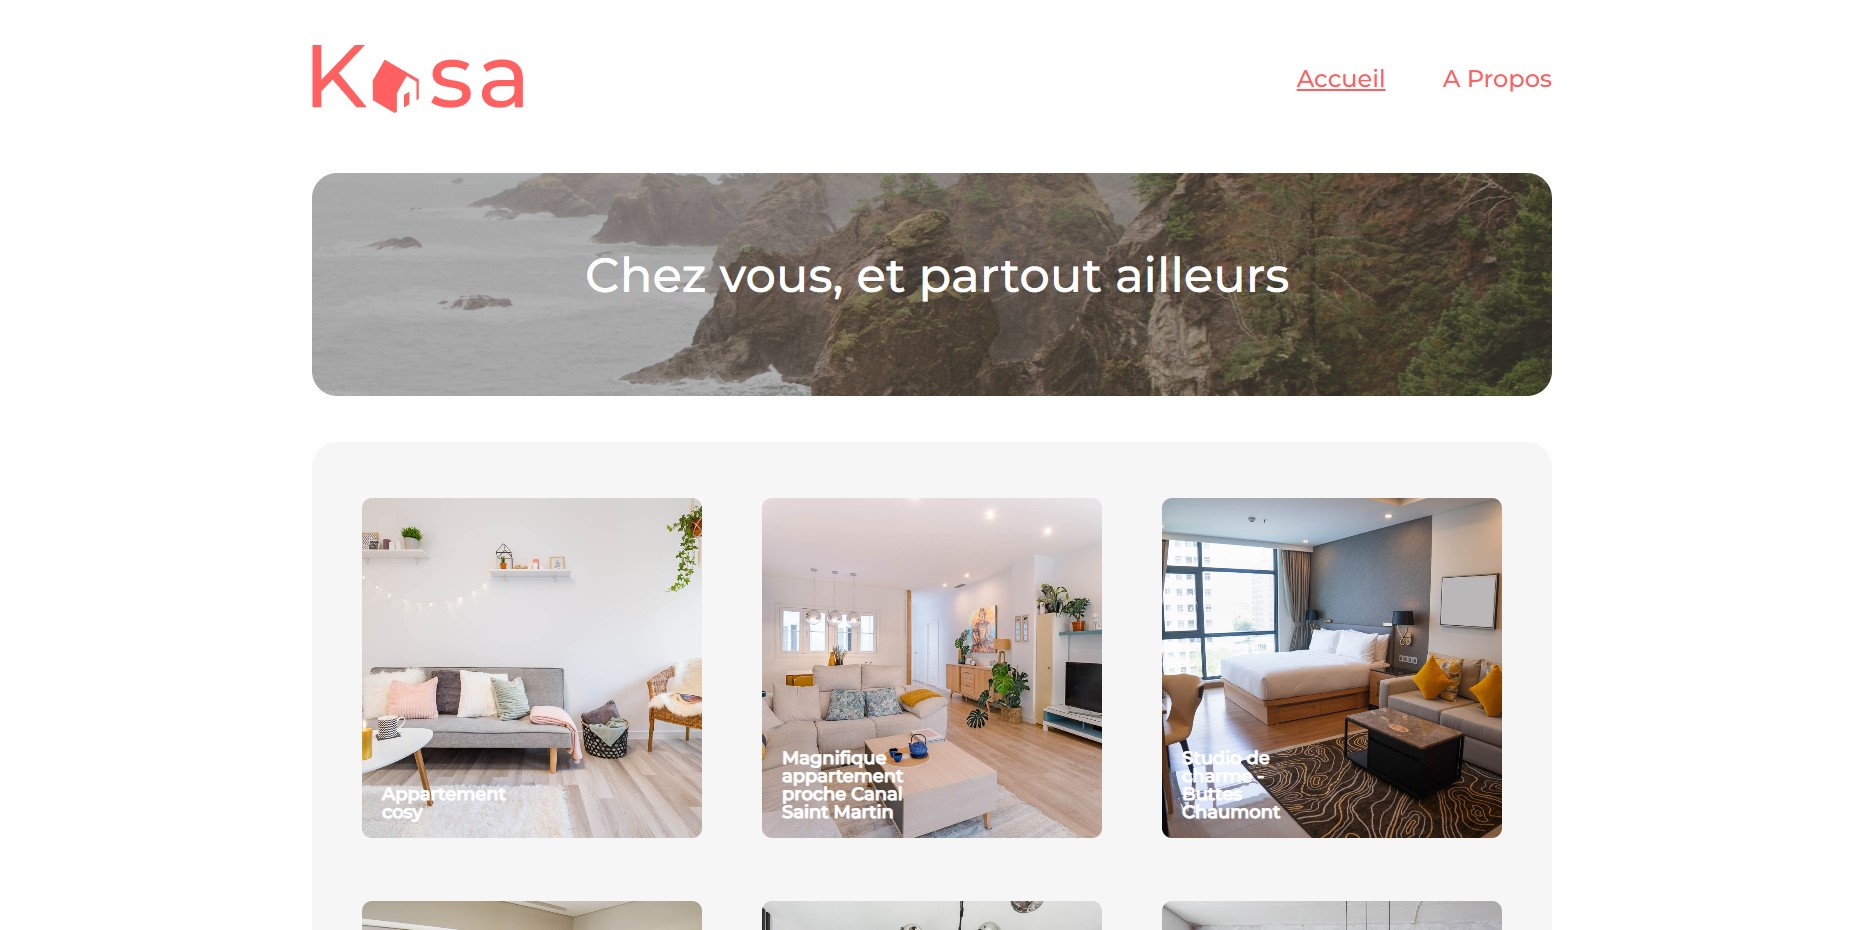 Kasa
Accueil
A Propos
Chez vous, et partout ailleurs
Appartement
cosy
Magnifique
appartement
proche Canal
Saint Martin
Studio de
charme -
Buttes
Chaumont